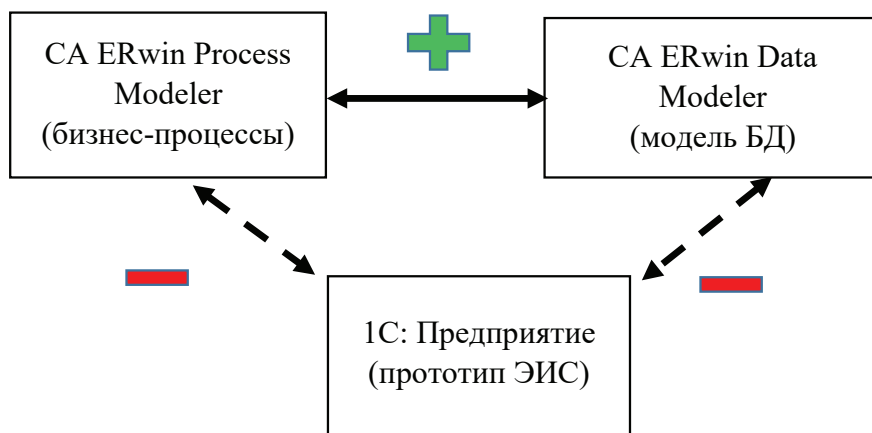 CA ERwin Process
Modeler
(бизнес-процессы)
CA ERwin Data
Modeler
(модель БД)
1С: Предприятие
(прототип ЭИС)